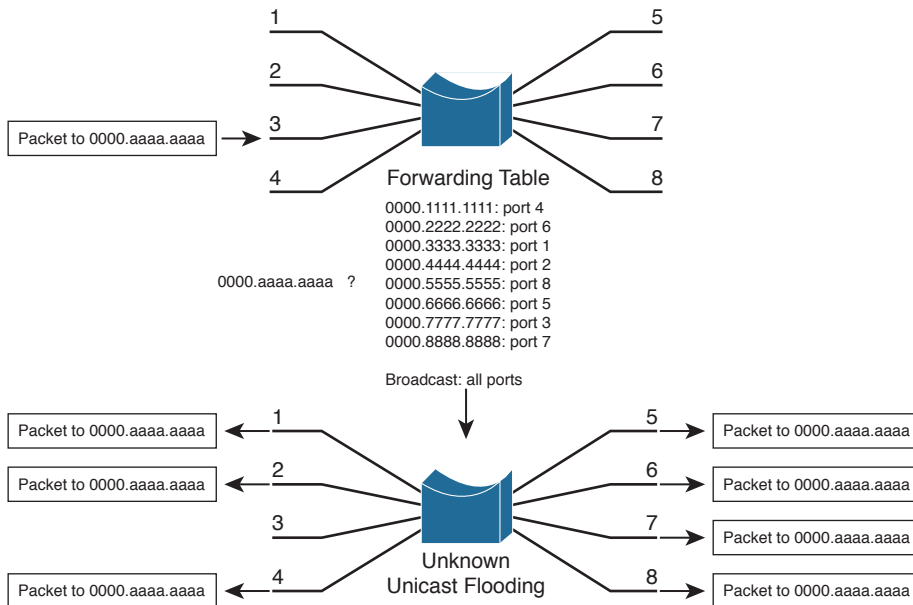 1
5
2
6
Packet to 0000.aaaa.aaaa
3
7
4
8
Forwarding Table
0000.1111.1111: port 4
0000.2222.2222: port 6
0000.3333.3333: port 1
0000.4444.4444: port 2
0000.aaaa.aaaa ?
0000.5555.5555: port 8
0000.6666.6666: port 5
0000.7777.7777: port 3
0000.8888.8888: port 7
Broadcast: all ports
Packet to 0000.aaaa.aaaa
1
5
Packet to 0000.aaaa.aaaa
Packet to 0000.aaaa.aaaa
2
6
Packet to 0000.aaaa.aaaa
3
7
Packet to 0000.aaaa.aaaa
Packet to 0000.aaaa.aaaa
4
8
Packet to 0000.aaaa.aaaa
Unknown
Unicast Flooding